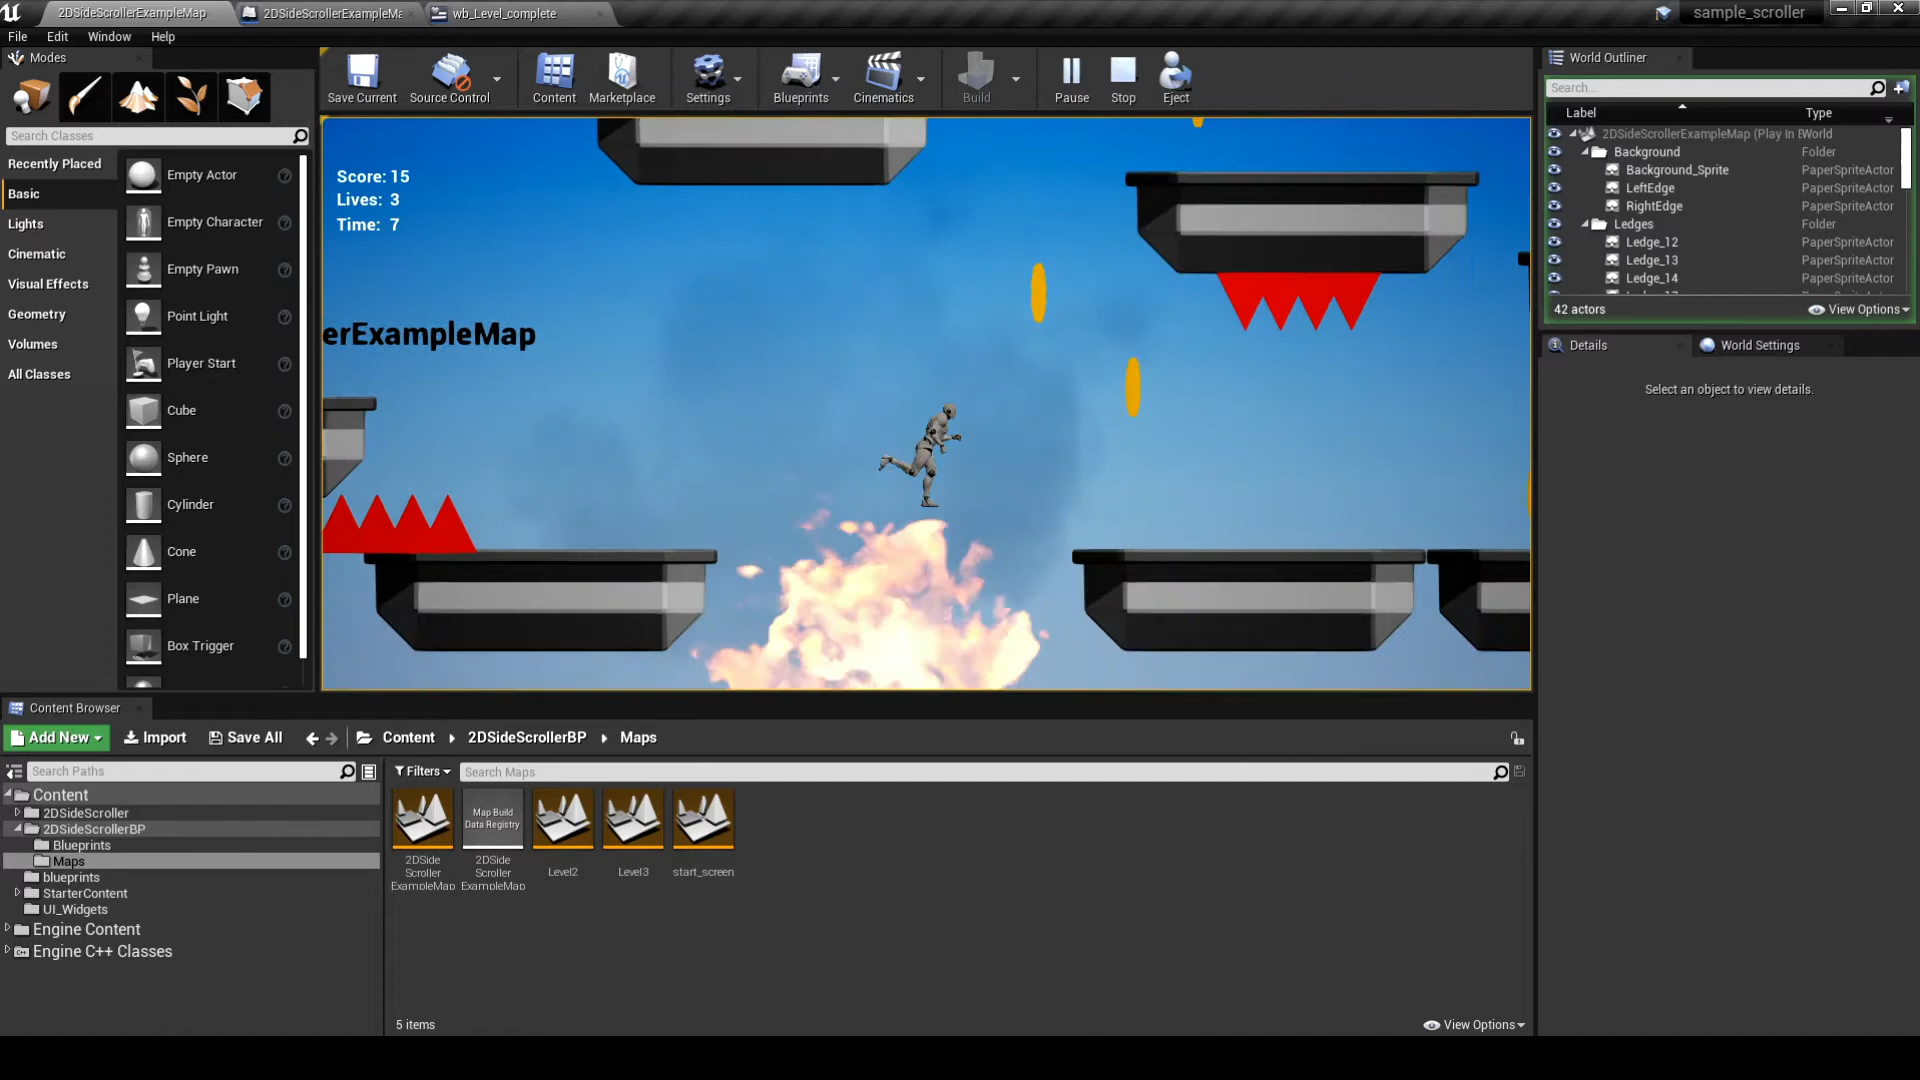 2DSideScrollerExampleMap
2DSideScrollerExampleMa
wb_Level_complete
sample_scroller
File Edit Window Help
Modes
World Outliner
Save Current
Source Control
Content
Marketplace
Settings
Blueprints
Cinematics
Build
Pause
Stop
Eject
Search...
Label Type
Search Classes
Recently Placed
Basic
Lights
Cinematic
Visual Effects
Geometry
Volumes
All Classes
Empty Actor
Empty Character
Empty Pawn
Point Light
Player Start
Cube
Sphere
Cylinder
Cone
Plane
Box Trigger
Score: 15
Lives: 3
Time: 7
erExampleMap
2DSideScrollerExampleMap (Play In E World
Background Folder
Background_Sprite PaperSpriteActor
LeftEdge PaperSpriteActor
RightEdge PaperSpriteActor
Ledges Folder
Ledge_12 PaperSpriteActor
Ledge_13 PaperSpriteActor
Ledge_14 PaperSpriteActor
42 actors View Options
Details World Settings
Select an object to view details.
Content Browser
Add New Import Save All Content 2DSideScrollerBP Maps
Search Paths
Filters Search Maps
Content
2DSideScroller
2DSideScrollerBP
Blueprints
Maps
blueprints
StarterContent
UI_Widgets
Engine Content
Engine C++ Classes
Map Build
Data Registry
2DSide
Scroller
ExampleMap
2DSide
Scroller
ExampleMap
Level2
Level3
start_screen
5 items View Options